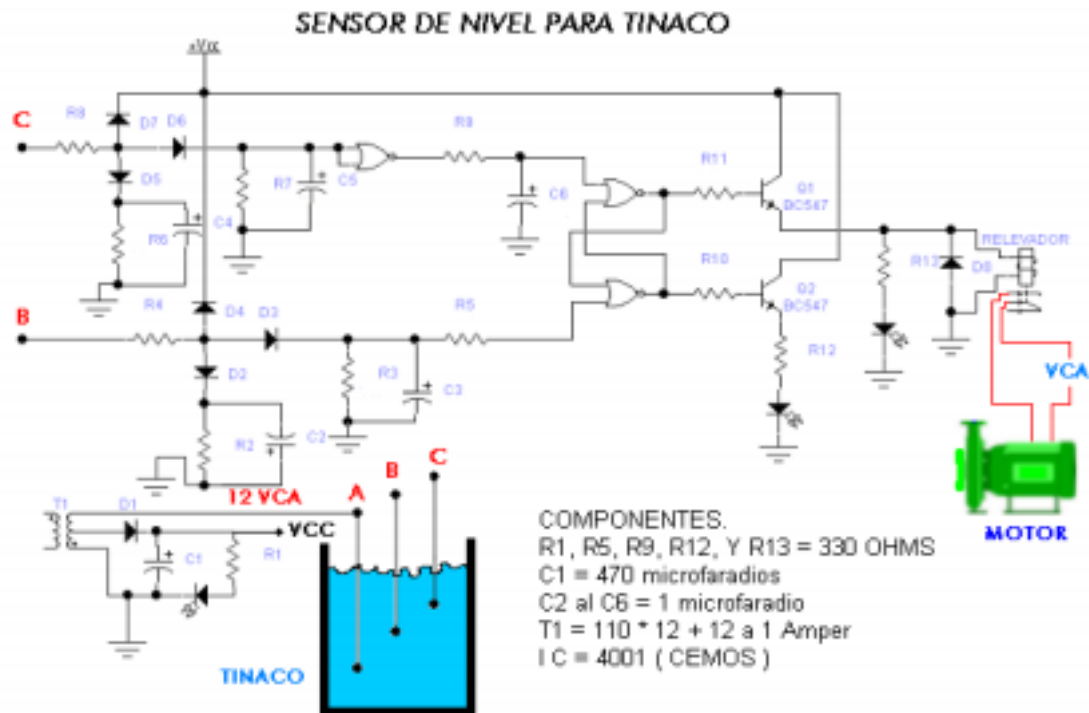 SENSOR DE NIVEL PARA TINACO
+Vcc
C
R8
D7
D6
D5
R7
C5
R9
C6
R6
C4
R11
Q1
BC547
R10
Q2
BC547
R12
R13
D8
RELEVADOR
VCA
MOTOR
B
R4
D4
D3
R5
D2
R3
C3
R2
C2
12 VCA
T1
D1
VCC
C1
R1
A
B
C
TINACO
COMPONENTES.
R1, R5, R9, R12, Y R13 = 330 OHMS
C1 = 470 microfaradios
C2 al C6 = 1 microfaradio
T1 = 110 * 12 + 12 a 1 Amper
I C = 4001 ( CEMOS )